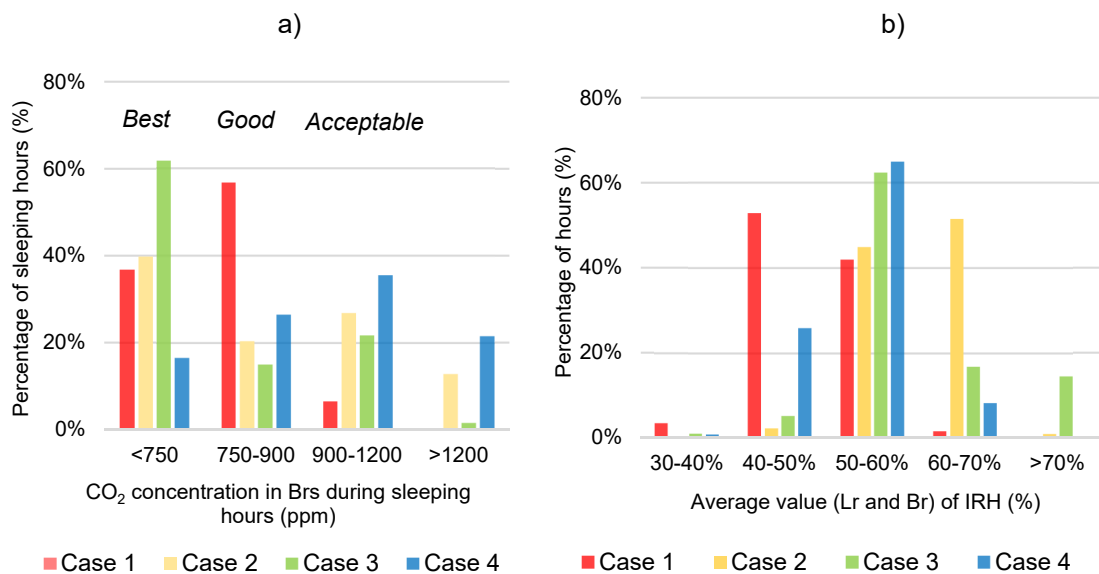 a)
Percentage of sleeping hours (%)
80%
60%
40%
20%
0%
Best Good Acceptable
<750 750-900 900-1200 >1200
CO₂ concentration in Brs during sleeping
hours (ppm)
Case 1 Case 2 Case 3 Case 4
b)
Percentage of hours (%)
80%
60%
40%
20%
0%
30-40% 40-50% 50-60% 60-70% >70%
Average value (Lr and Br) of IRH (%)
Case 1 Case 2 Case 3 Case 4